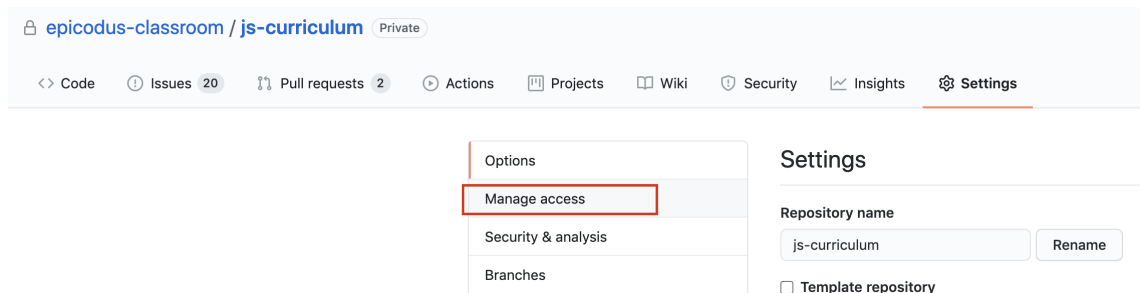 epicodus-classroom / js-curriculum Private
Code Issues 20 Pull requests 2 Actions Projects Wiki Security Insights Settings
Options
Manage access
Security & analysis
Branches
Settings
Repository name
js-curriculum Rename
Template repository